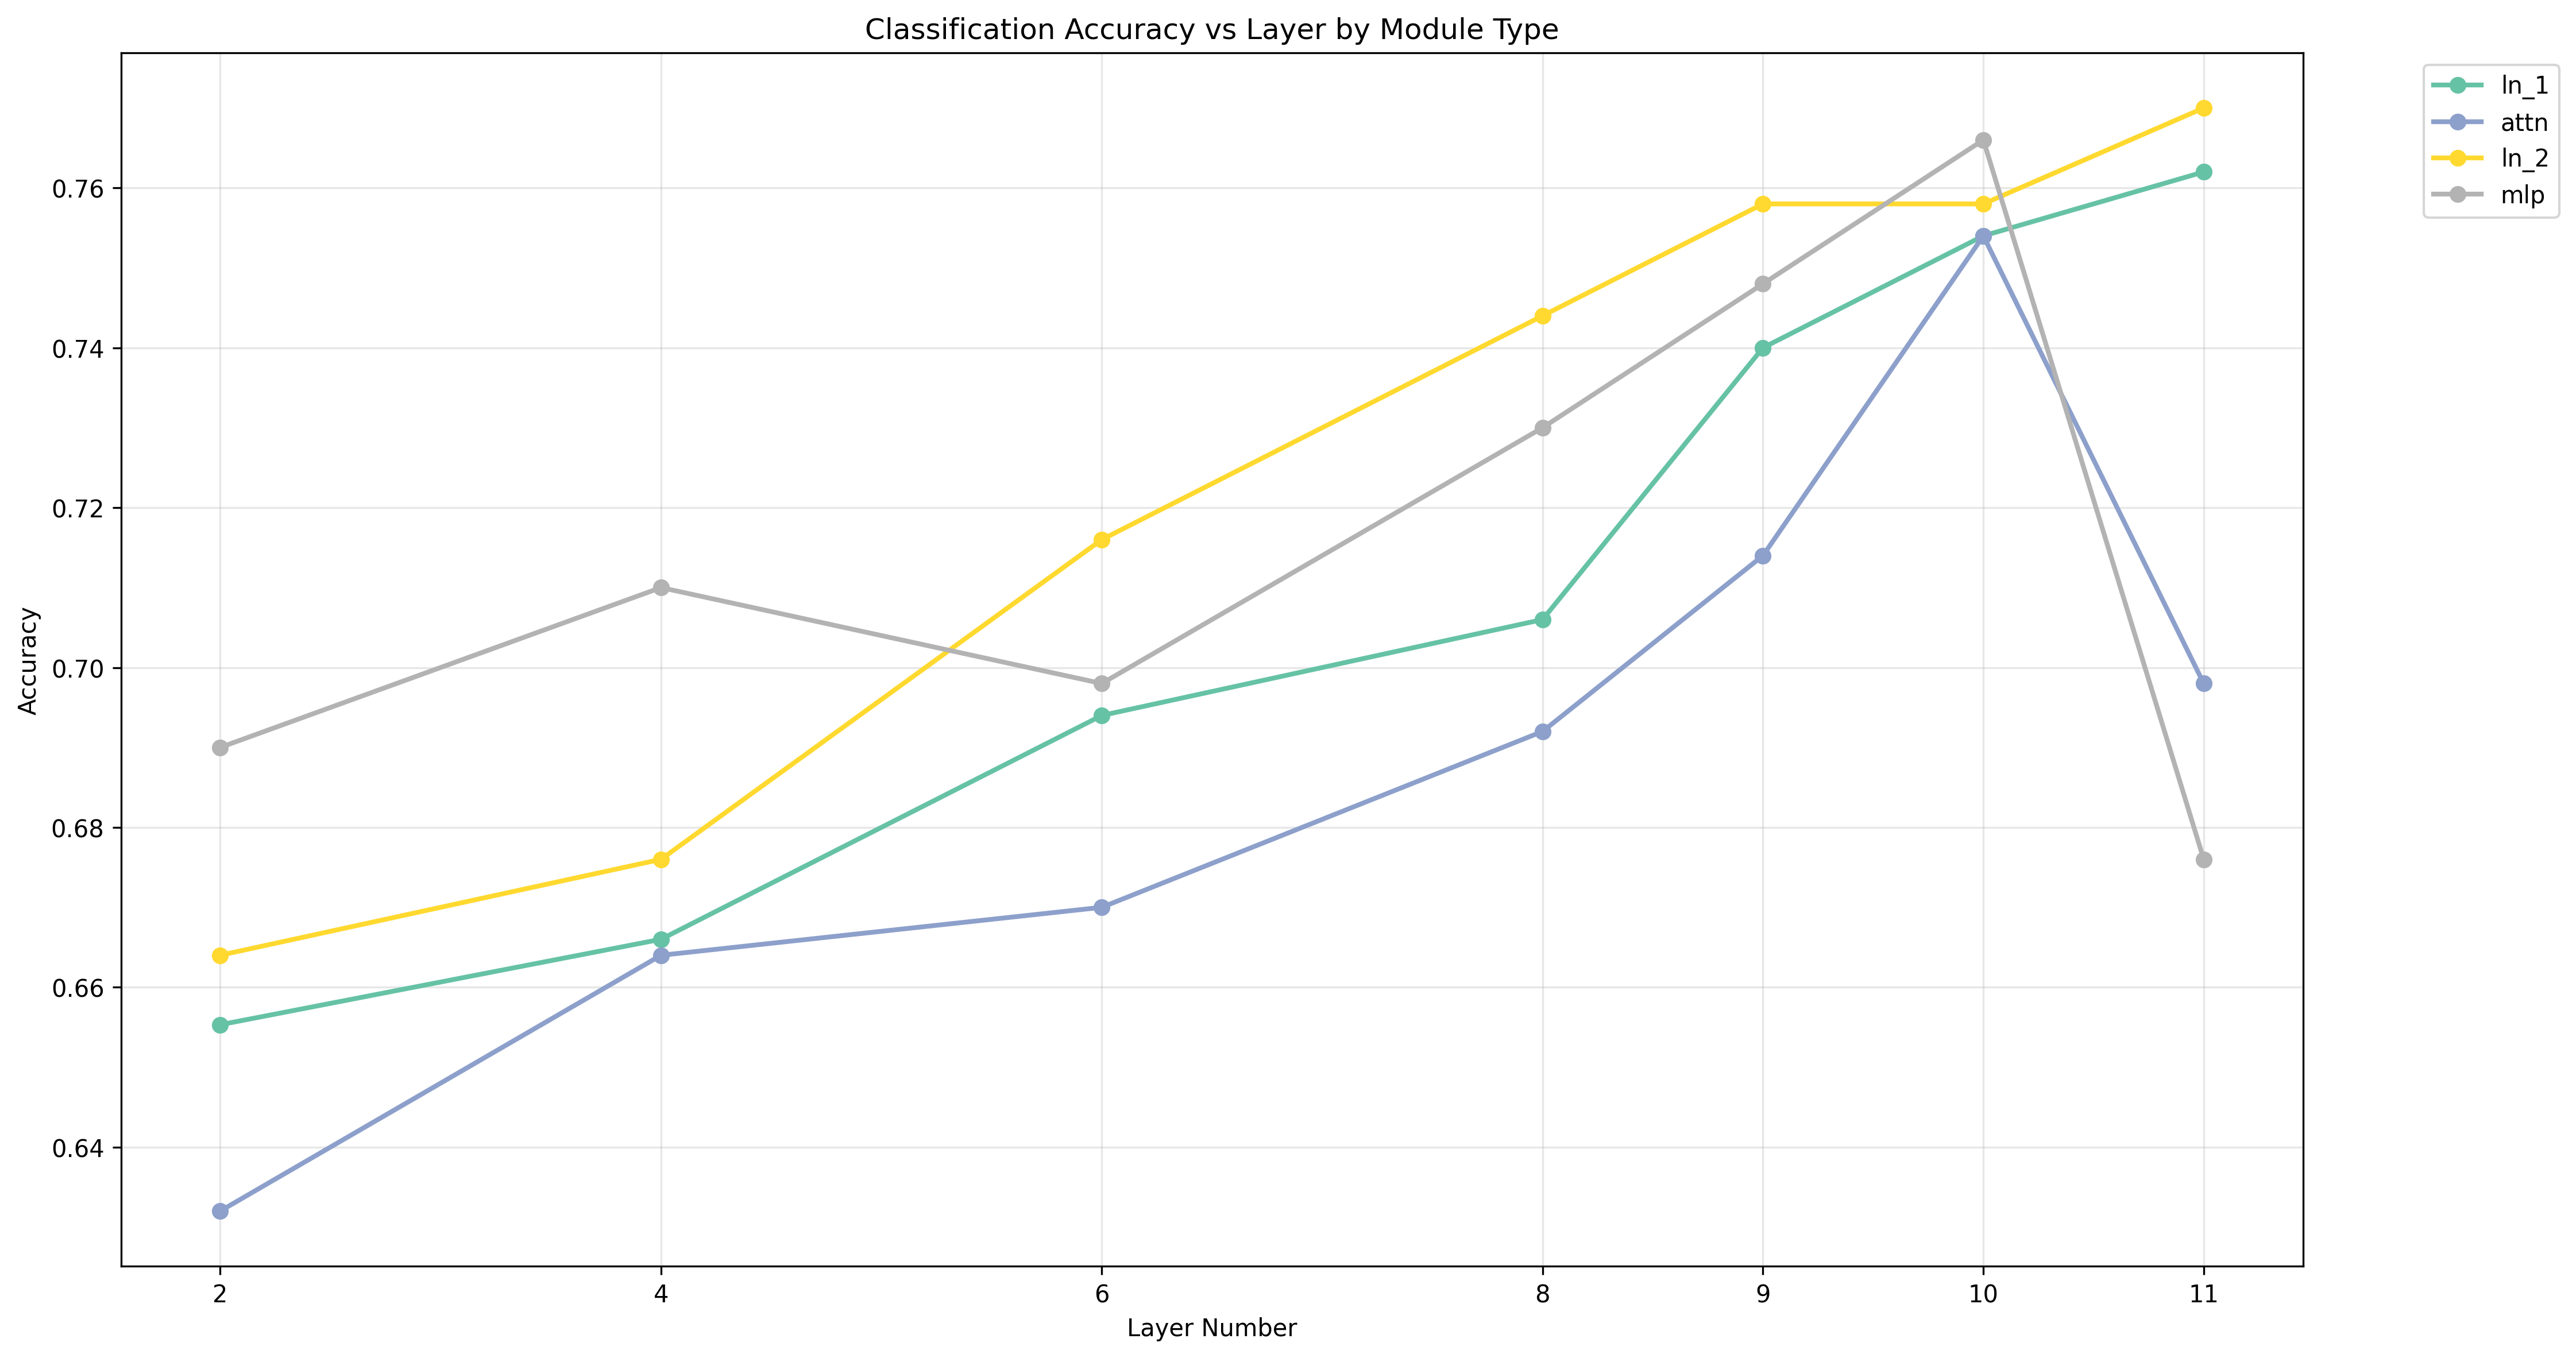 Classification Accuracy vs Layer by Module Type
ln_1
attn
ln_2
mlp
0.76
0.74
0.72
0.70
0.68
0.66
0.64
Accuracy
2 4 6 8 9 10 11
Layer Number